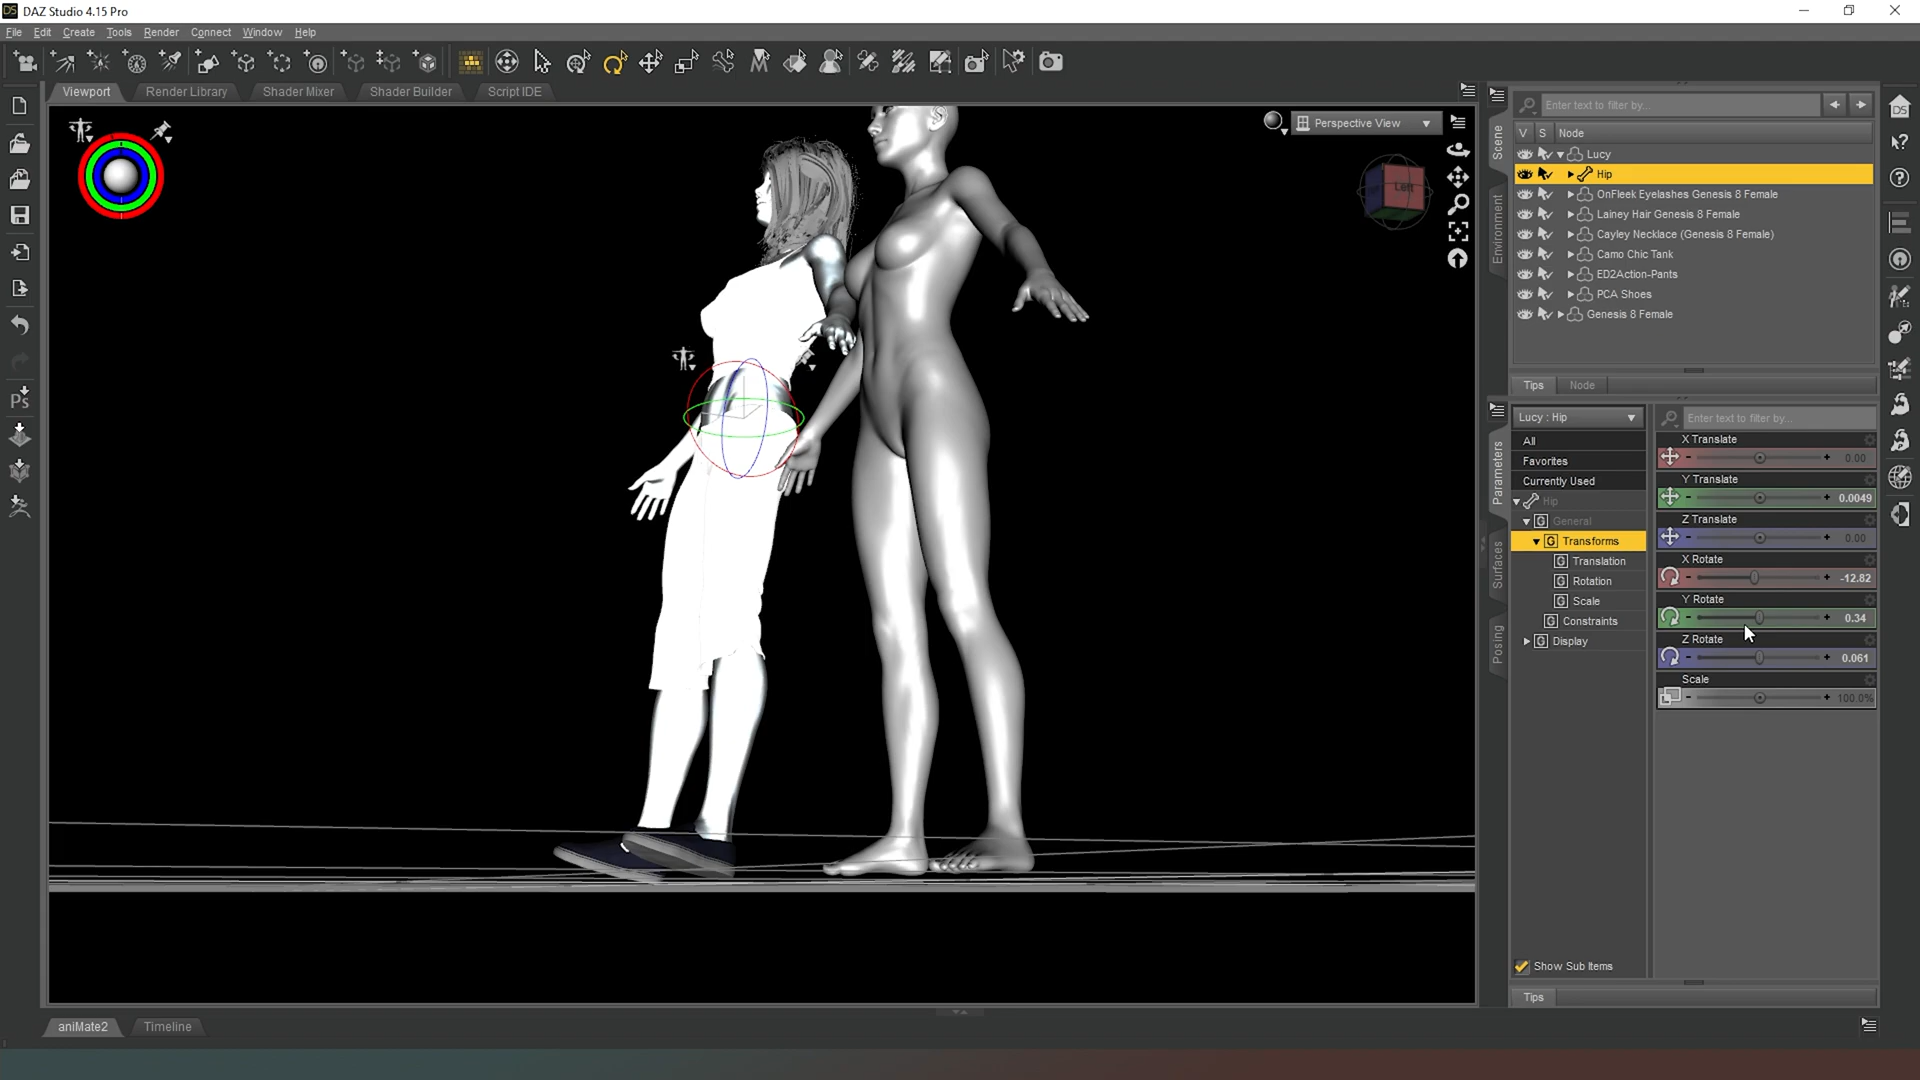 DAZ Studio 4.15 Pro
File Edit Create Tools Render Connect Window Help
Viewport Render Library Shader Mixer Shader Builder Script IDE
Perspective View
Left
Scene
Environment
Enter text to filter by...
V S Node
Lucy
Hip
OnFleek Eyelashes Genesis 8 Female
Lainey Hair Genesis 8 Female
Cayley Necklace (Genesis 8 Female)
Camo Chic Tank
ED2Action-Pants
PCA Shoes
Genesis 8 Female
Tips Node
Parameters
Surfaces
Posing
Lucy : Hip
Enter text to filter by...
All
Favorites
Currently Used
Hip
G General
G Transforms
G Translation
G Rotation
G Scale
G Constraints
G Display
X Translate
- + 0.00
Y Translate
- + 0.0049
Z Translate
- + 0.00
X Rotate
- + -12.82
Y Rotate
- + 0.34
Z Rotate
- + 0.061
Scale
- + 100.0%
Show Sub Items
Tips
aniMate2 Timeline
DS
Ps